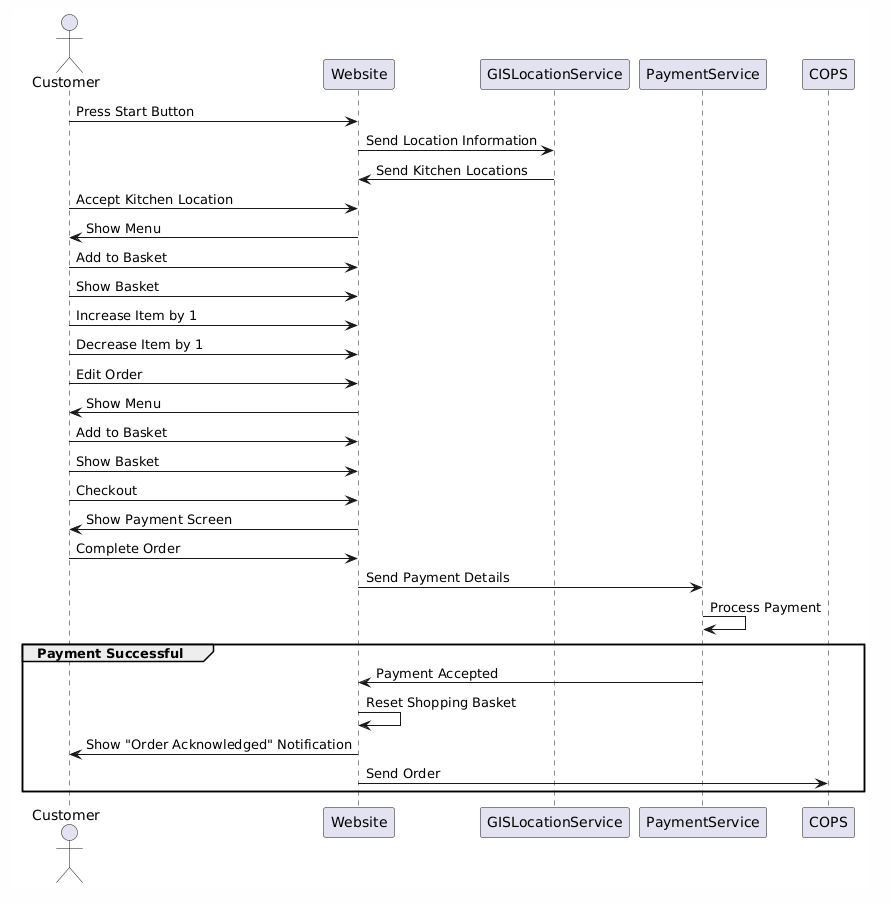 Customer
Website
GISLocationService
PaymentService
COPS
Press Start Button
Send Location Information
Send Kitchen Locations
Accept Kitchen Location
Show Menu
Add to Basket
Show Basket
Increase Item by 1
Decrease Item by 1
Edit Order
Show Menu
Add to Basket
Show Basket
Checkout
Show Payment Screen
Complete Order
Send Payment Details
Process Payment
Payment Successful
Payment Accepted
Reset Shopping Basket
Show "Order Acknowledged" Notification
Send Order
Customer
Website
GISLocationService
PaymentService
COPS